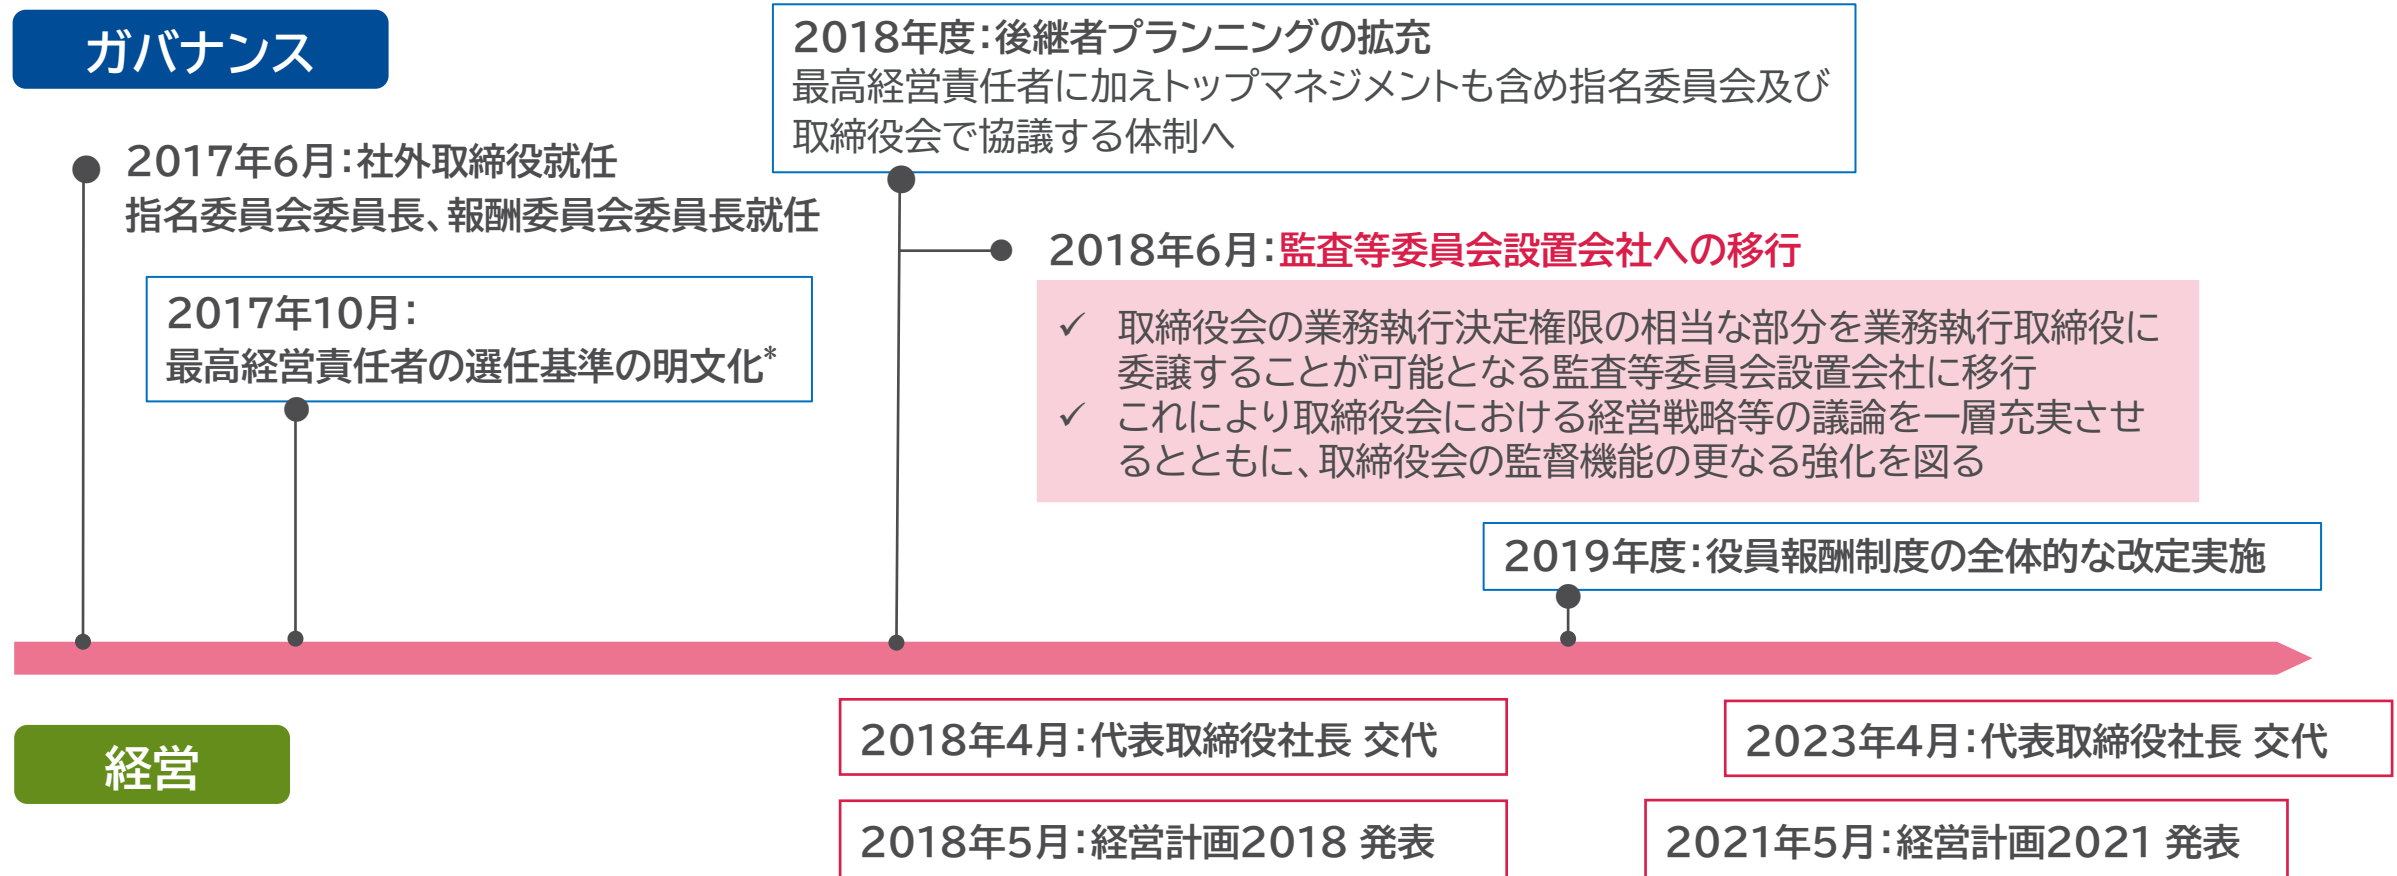 ガバナンス
2018年度：後継者プランニングの拡充
最高経営責任者に加えトップマネジメントも含め指名委員会及び
取締役会で協議する体制へ
2017年6月：社外取締役就任
指名委員会委員長、報酬委員会委員長就任
2018年6月：監査等委員会設置会社への移行
2017年10月：
最高経営責任者の選任基準の明文化*
✓ 取締役会の業務執行決定権限の相当な部分を業務執行取締役に
委譲することが可能となる監査等委員会設置会社に移行
✓ これにより取締役会における経営戦略等の議論を一層充実させ
るとともに、取締役会の監督機能の更なる強化を図る
2019年度：役員報酬制度の全体的な改定実施
経営
2018年4月：代表取締役社長 交代
2023年4月：代表取締役社長 交代
2018年5月：経営計画2018 発表
2021年5月：経営計画2021 発表